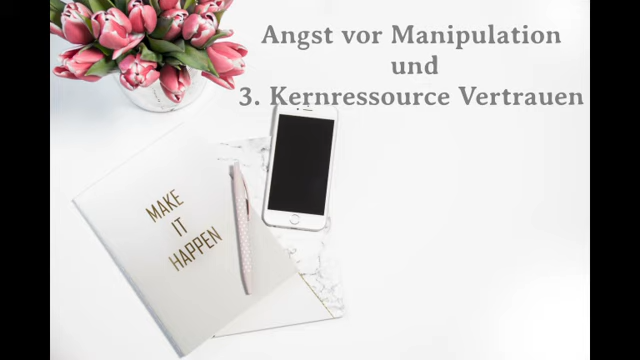 Angst vor Manipulation
und
3. Kernressource Vertrauen
MAKE
IT
HAPPEN